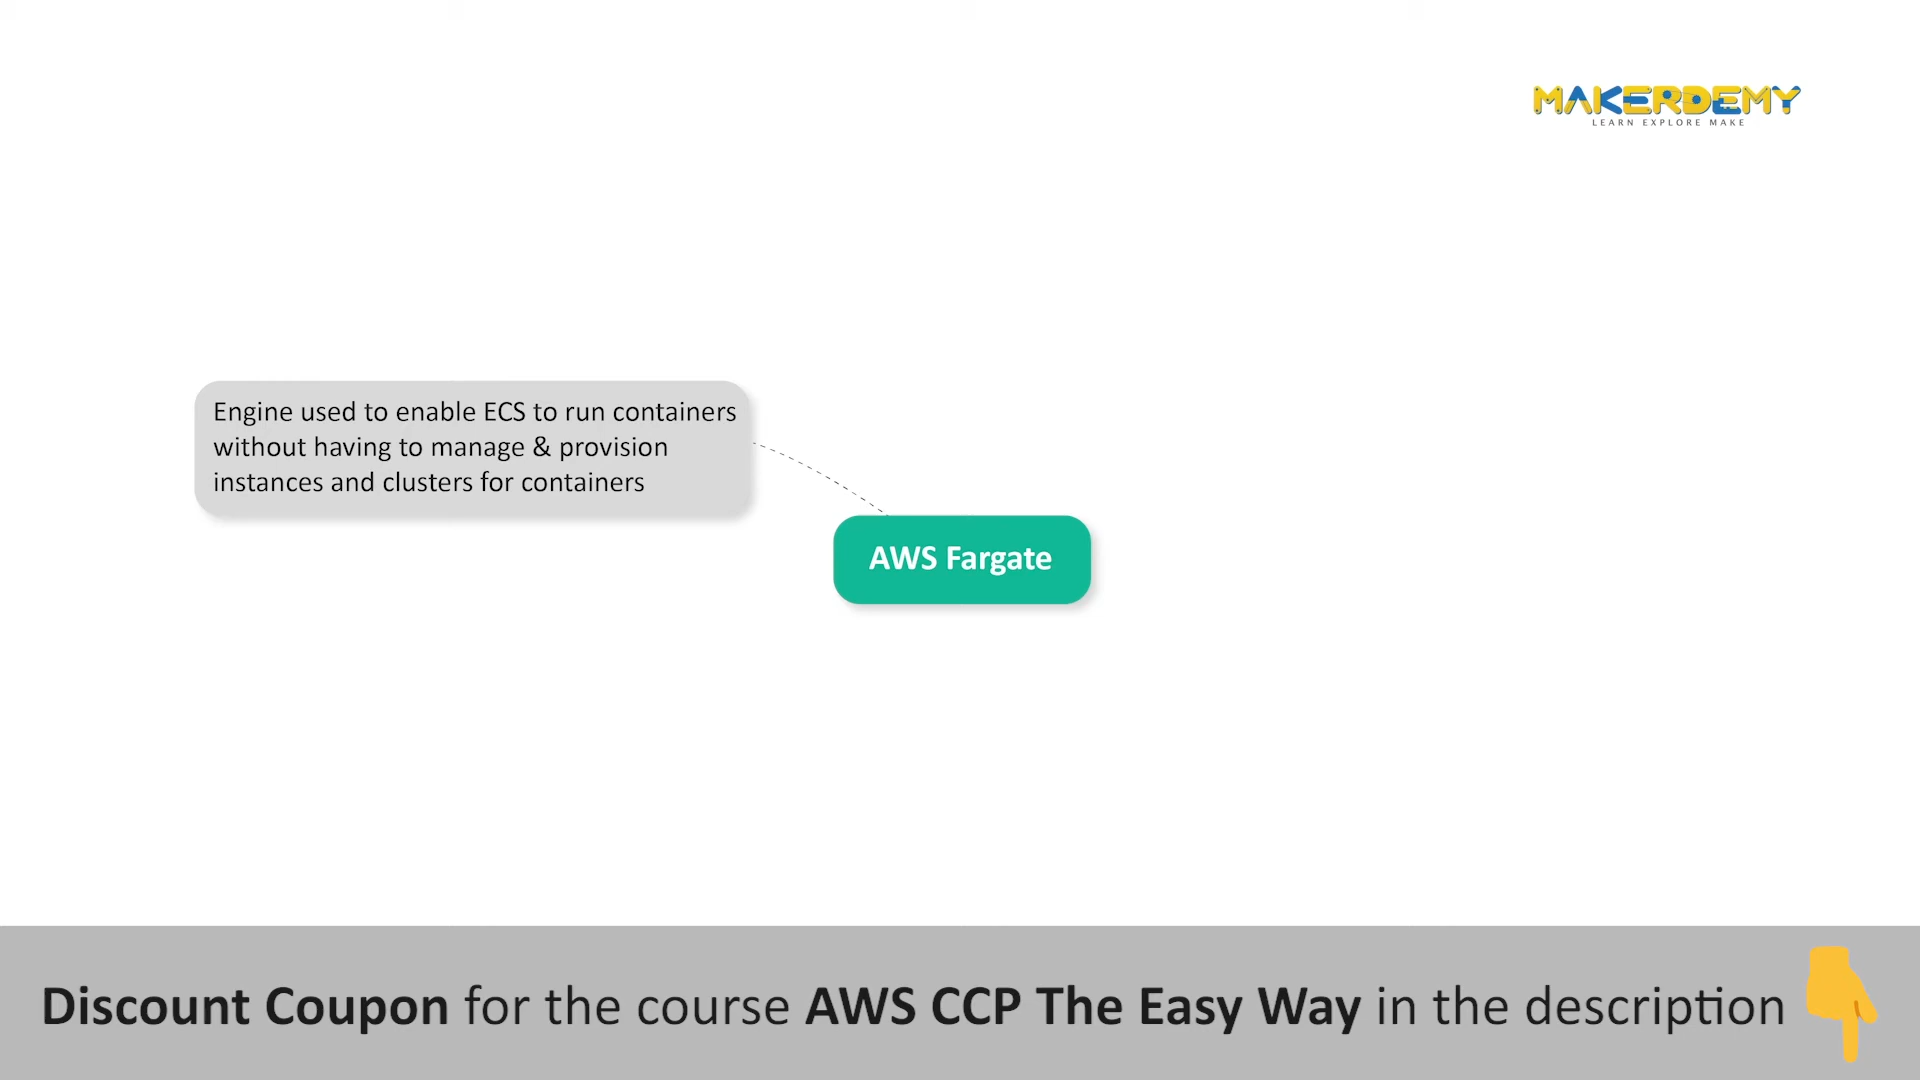 MAKERDEMY
LEARN EXPLORE MAKE
Engine used to enable ECS to run containers
without having to manage & provision
instances and clusters for containers
AWS Fargate
Discount Coupon for the course AWS CCP The Easy Way in the description